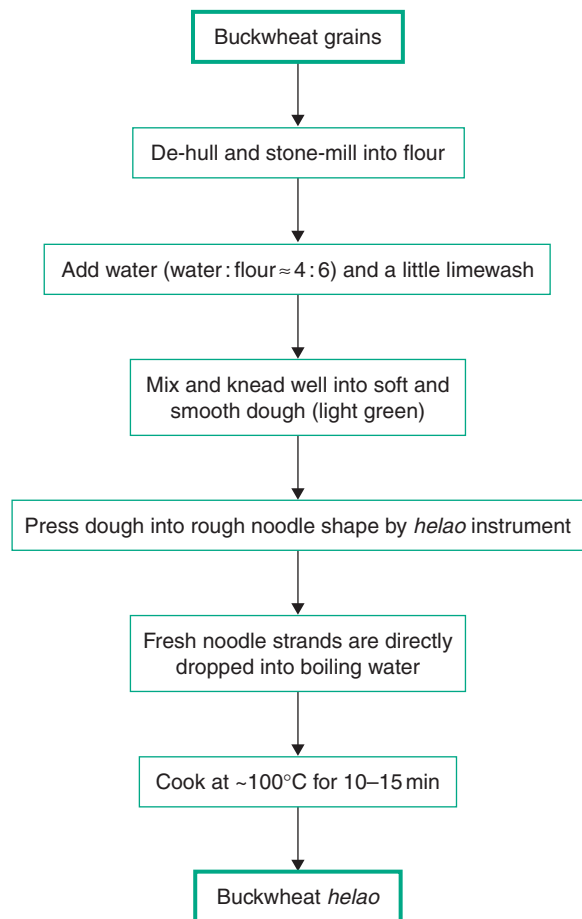 Buckwheat grains
De-hull and stone-mill into flour
Add water (water : flour ≈ 4 : 6) and a little limewash
Mix and knead well into soft and
smooth dough (light green)
Press dough into rough noodle shape by helao instrument
Fresh noodle strands are directly
dropped into boiling water
Cook at ~100°C for 10–15 min
Buckwheat helao